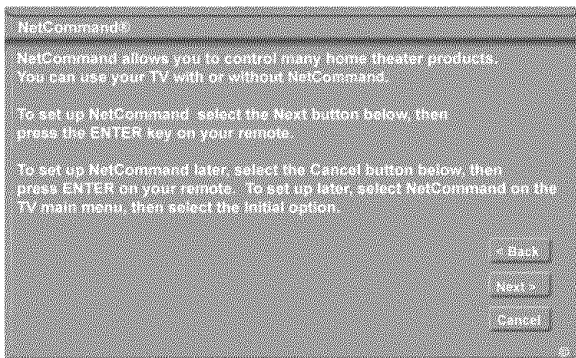 NetCommand®
NetCommand allows you to control many home theater products.
You can use your TV with or without NetCommand.
To set up NetCommand select the Next button below, then
press the ENTER key on your remote.
To set up NetCommand later, select the Cancel button below, then
press ENTER on your remote. To set up later, select NetCommand on the
TV main menu, then select the Initial option.
< Back
Next >
Cancel